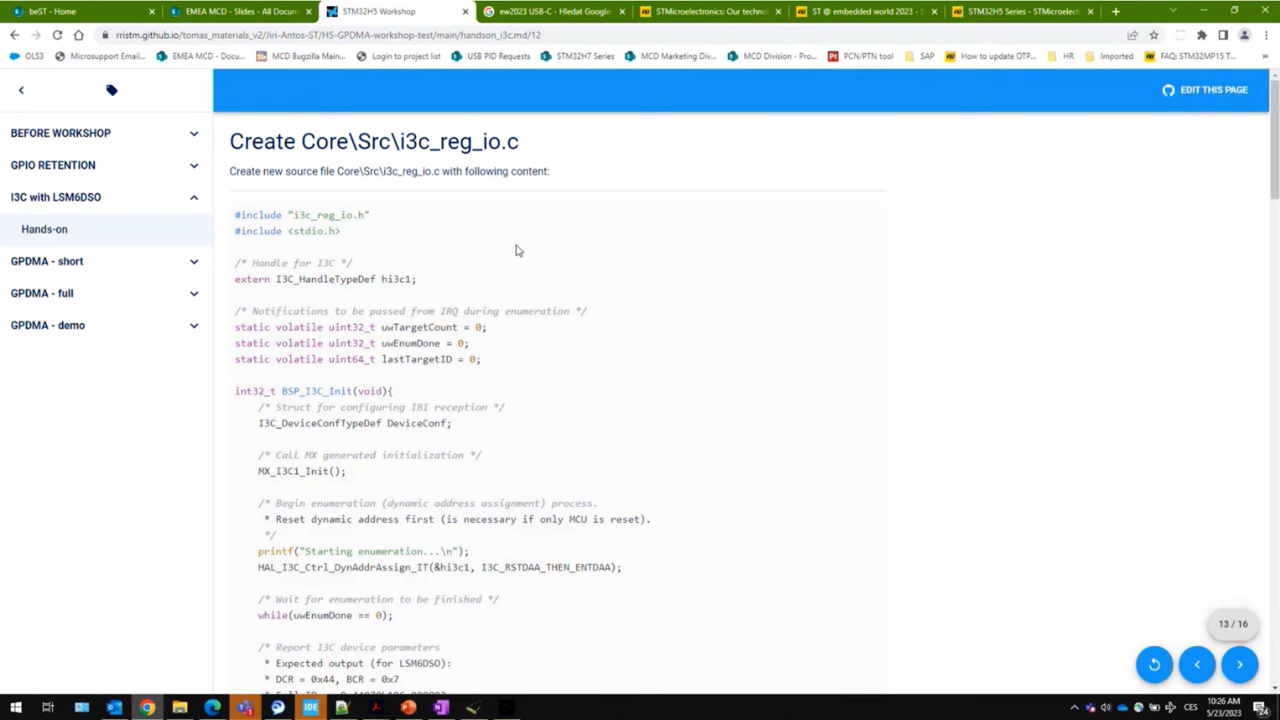 beST - Home
EMEA MCD - Slides - All Docum
STM32H5 Workshop
ew2023 USB-C - Hledat Google
STMicroelectronics: Our technol
ST @ embedded world 2023 - S
STM32H5 Series - STMicroelect
rristm.github.io/tomas_materials_v2/Jiri-Antos-ST/H5-GPDMA-workshop-test/main/handson_i3c.md/12
OLS3
Microsupport Email...
EMEA MCD - Docum...
MCD Bugzilla Main...
Login to project list
USB PID Requests
STM32H7 Series
MCD Marketing Div...
MCD Division - Pro...
PCN/PTN tool
SAP
How to update OTP...
HR
Imported
FAQ: STM32MP15 T...
EDIT THIS PAGE
BEFORE WORKSHOP
GPIO RETENTION
I3C with LSM6DSO
Hands-on
GPDMA - short
GPDMA - full
GPDMA - demo
Create Core\Src\i3c_reg_io.c
Create new source file Core\Src\i3c_reg_io.c with following content:
#include "i3c_reg_io.h"
#include <stdio.h>
/* Handle for I3C */
extern I3C_HandleTypeDef hi3c1;
/* Notifications to be passed from IRQ during enumeration */
static volatile uint32_t uwTargetCount = 0;
static volatile uint32_t uwEnumDone = 0;
static volatile uint64_t lastTargetID = 0;
int32_t BSP_I3C_Init(void){
/* Struct for configuring IBI reception */
I3C_DeviceConfTypeDef DeviceConf;
/* Call MX generated initialization */
MX_I3C1_Init();
/* Begin enumeration (dynamic address assignment) process.
* Reset dynamic address first (is necessary if only MCU is reset).
*/
printf("Starting enumeration...\n");
HAL_I3C_Ctrl_DynAddrAssign_IT(&hi3c1, I3C_RSTDAA_THEN_ENTDAA);
/* Wait for enumeration to be finished */
while(uwEnumDone == 0);
/* Report I3C device parameters
* Expected output (for LSM6DSO):
* DCR = 0x44, BCR = 0x7
13 / 16
CES
10:26 AM
5/23/2023
24